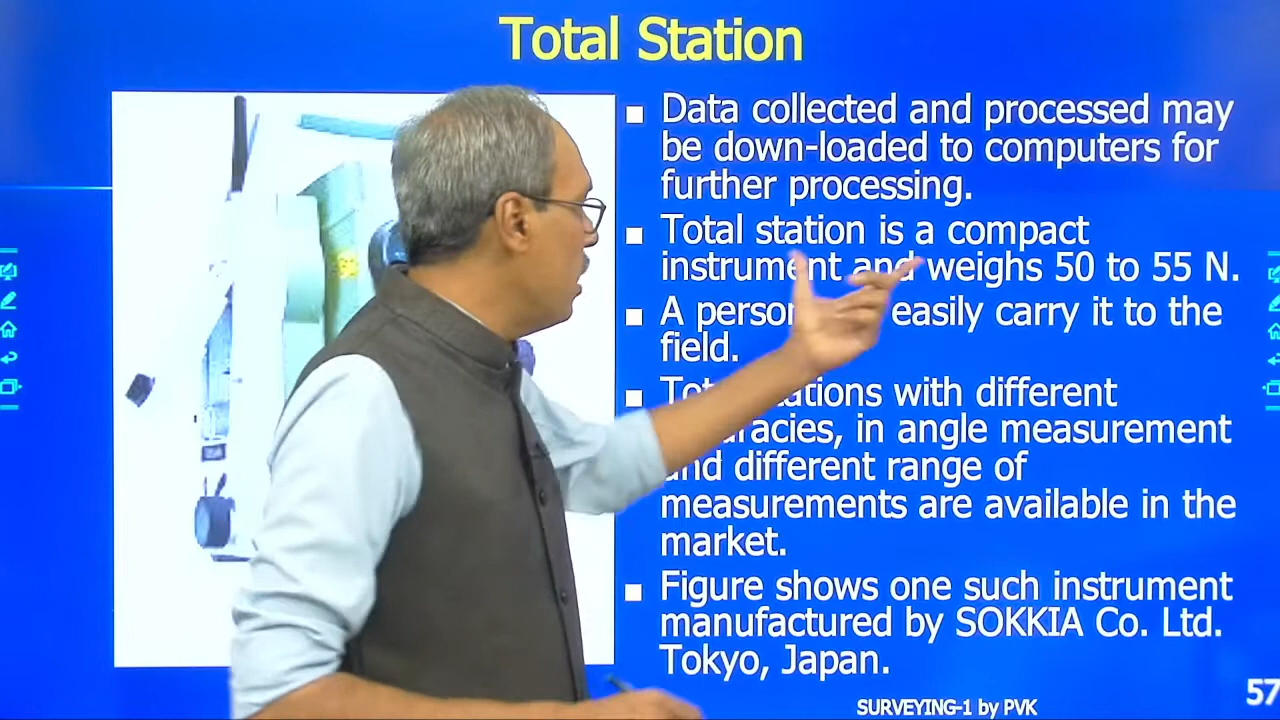 Total Station
Data collected and processed may
be down-loaded to computers for
further processing.
Total station is a compact
instrument and weighs 50 to 55 N.
A person easily carry it to the
field.
with different
in angle measurement
and different range of
measurements are available in the
market.
Figure shows one such instrument
manufactured by SOKKIA Co. Ltd.
Tokyo, Japan.
SURVEYING-1 by PVK
57